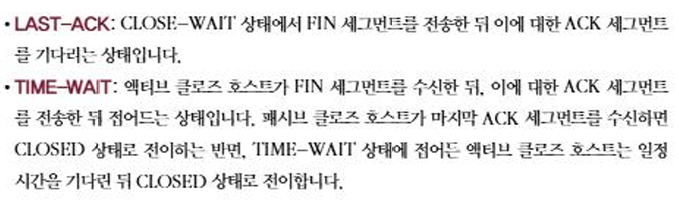 • LAST-ACK: CLOSE-WAIT 상태에서 FIN 세그먼트를 전송한 뒤 이에 대한 ACK 세그먼트
를 기다리는 상태입니다.
• TIME-WAIT: 액티브 클로즈 호스트가 FIN 세그먼트를 수신한 뒤, 이에 대한 ACK 세그먼트
를 전송한 뒤 접어드는 상태입니다. 패시브 클로즈 호스트가 마지막 ACK 세그먼트를 수신하면
CLOSED 상태로 전이하는 반면, TIME-WAIT 상태에 접어든 액티브 클로즈 호스트는 일정
시간을 기다린 뒤 CLOSED 상태로 전이합니다.